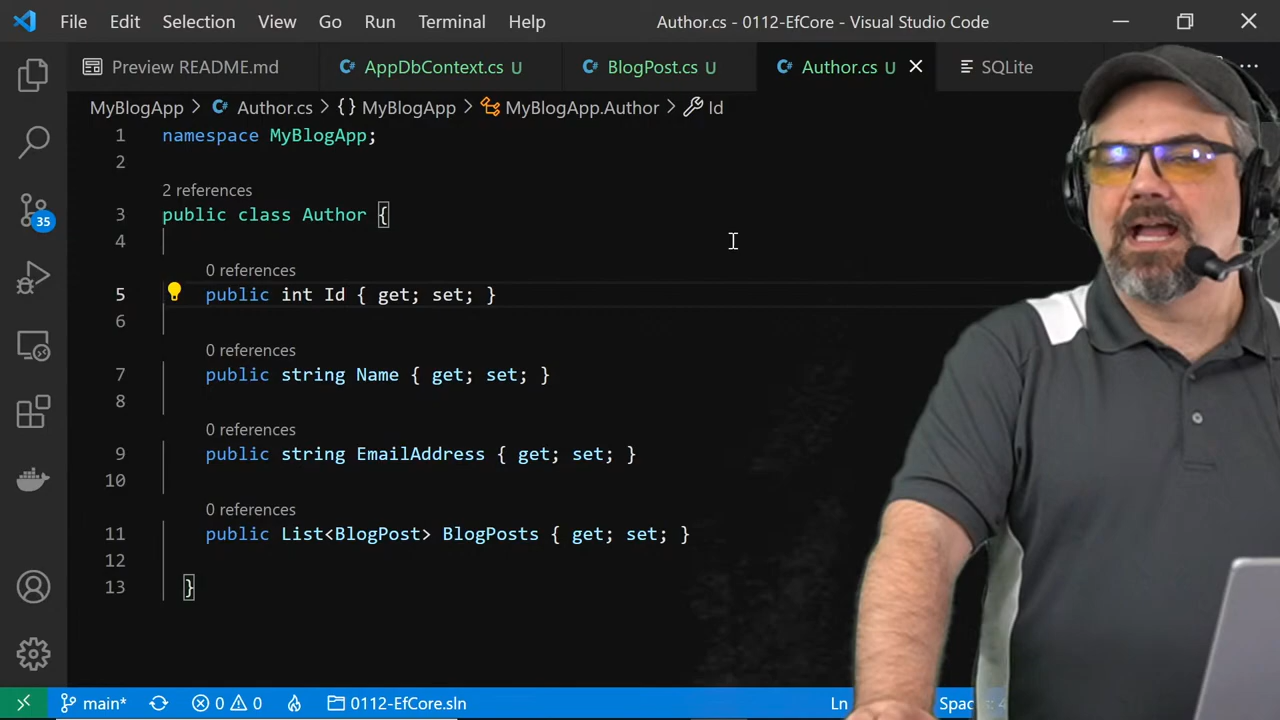 File Edit Selection View Go Run Terminal Help Author.cs - 0112-EfCore - Visual Studio Code
Preview README.md AppDbContext.cs U BlogPost.cs U Author.cs U SQLite
MyBlogApp > Author.cs > {} MyBlogApp > MyBlogApp.Author > Id
1 namespace MyBlogApp;
2
2 references
3 public class Author {
4
0 references
5 public int Id { get; set; }
6
0 references
7 public string Name { get; set; }
8
0 references
9 public string EmailAddress { get; set; }
10
0 references
11 public List<BlogPost> BlogPosts { get; set; }
12
13 }
35
main* 0 0 0112-EfCore.sln Ln Spaces: 4